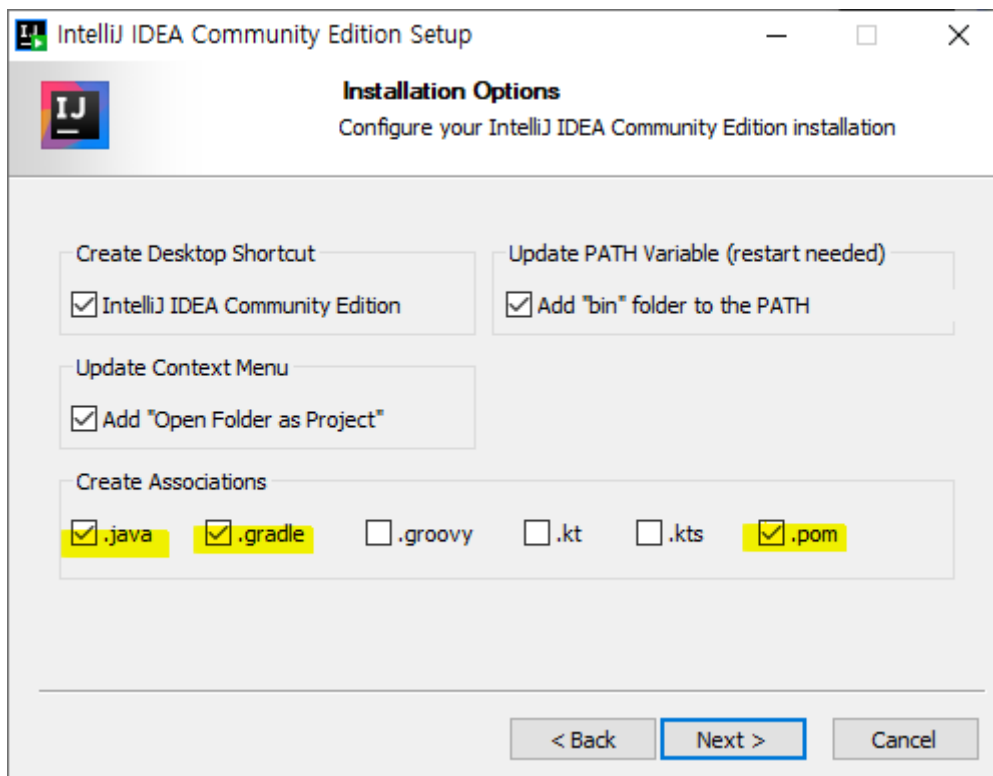 IntelliJ IDEA Community Edition Setup
IJ
Installation Options
Configure your IntelliJ IDEA Community Edition installation
Create Desktop Shortcut
IntelliJ IDEA Community Edition
Update PATH Variable (restart needed)
Add "bin" folder to the PATH
Update Context Menu
Add "Open Folder as Project"
Create Associations
.java .gradle .groovy .kt .kts .pom
< Back Next > Cancel